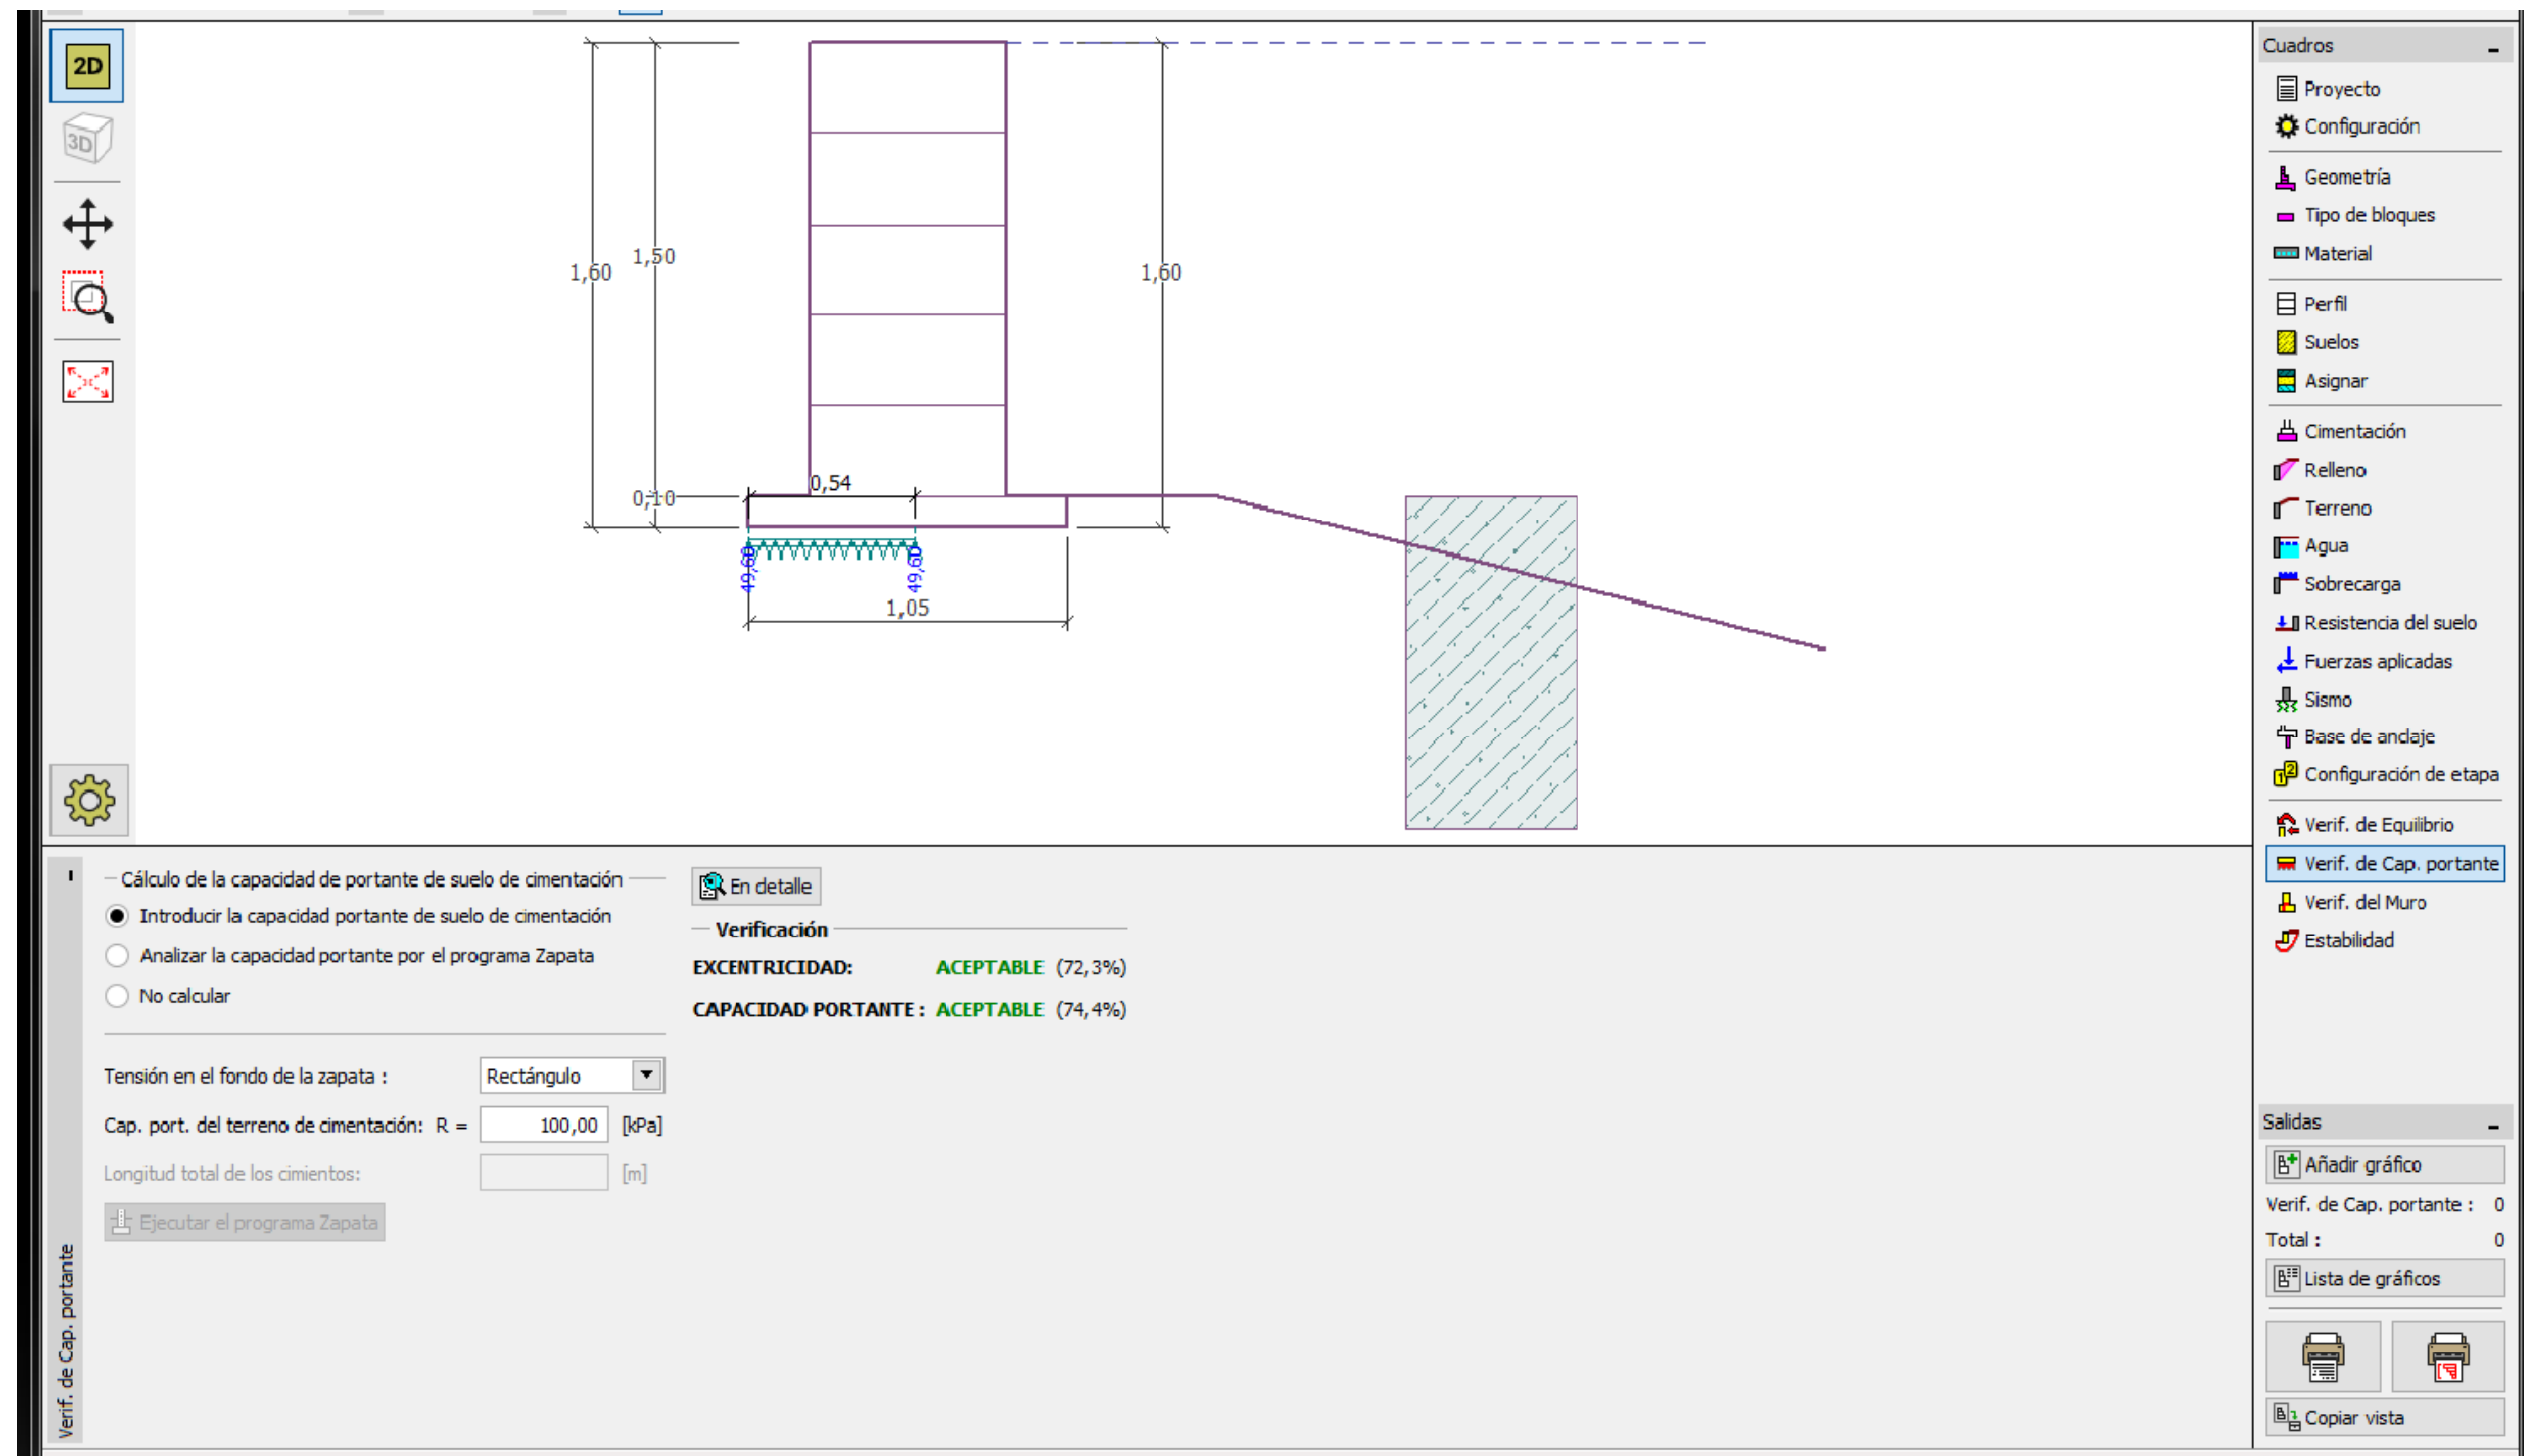 2D
3D
1,60
1,50
1,60
0,10
0,54
49,60
49,60
1,05
Cuadros
Proyecto
Configuración
Geometría
Tipo de bloques
Material
Perfil
Suelos
Asignar
Cimentación
Relleno
Terreno
Agua
Sobrecarga
Resistencia del suelo
Fuerzas aplicadas
Sismo
Base de anclaje
Configuración de etapa
Verif. de Equilibrio
Verif. de Cap. portante
Verif. del Muro
Estabilidad
Verif. de Cap. portante
Cálculo de la capacidad de portante de suelo de cimentación
Introducir la capacidad portante de suelo de cimentación
Analizar la capacidad portante por el programa Zapata
No calcular
Tensión en el fondo de la zapata : Rectángulo
Cap. port. del terreno de cimentación: R = 100,00 [kPa]
Longitud total de los cimientos: [m]
Ejecutar el programa Zapata
En detalle
Verificación
EXCENTRICIDAD: ACEPTABLE (72,3%)
CAPACIDAD PORTANTE : ACEPTABLE (74,4%)
Salidas
Añadir gráfico
Verif. de Cap. portante : 0
Total : 0
Lista de gráficos
Copiar vista